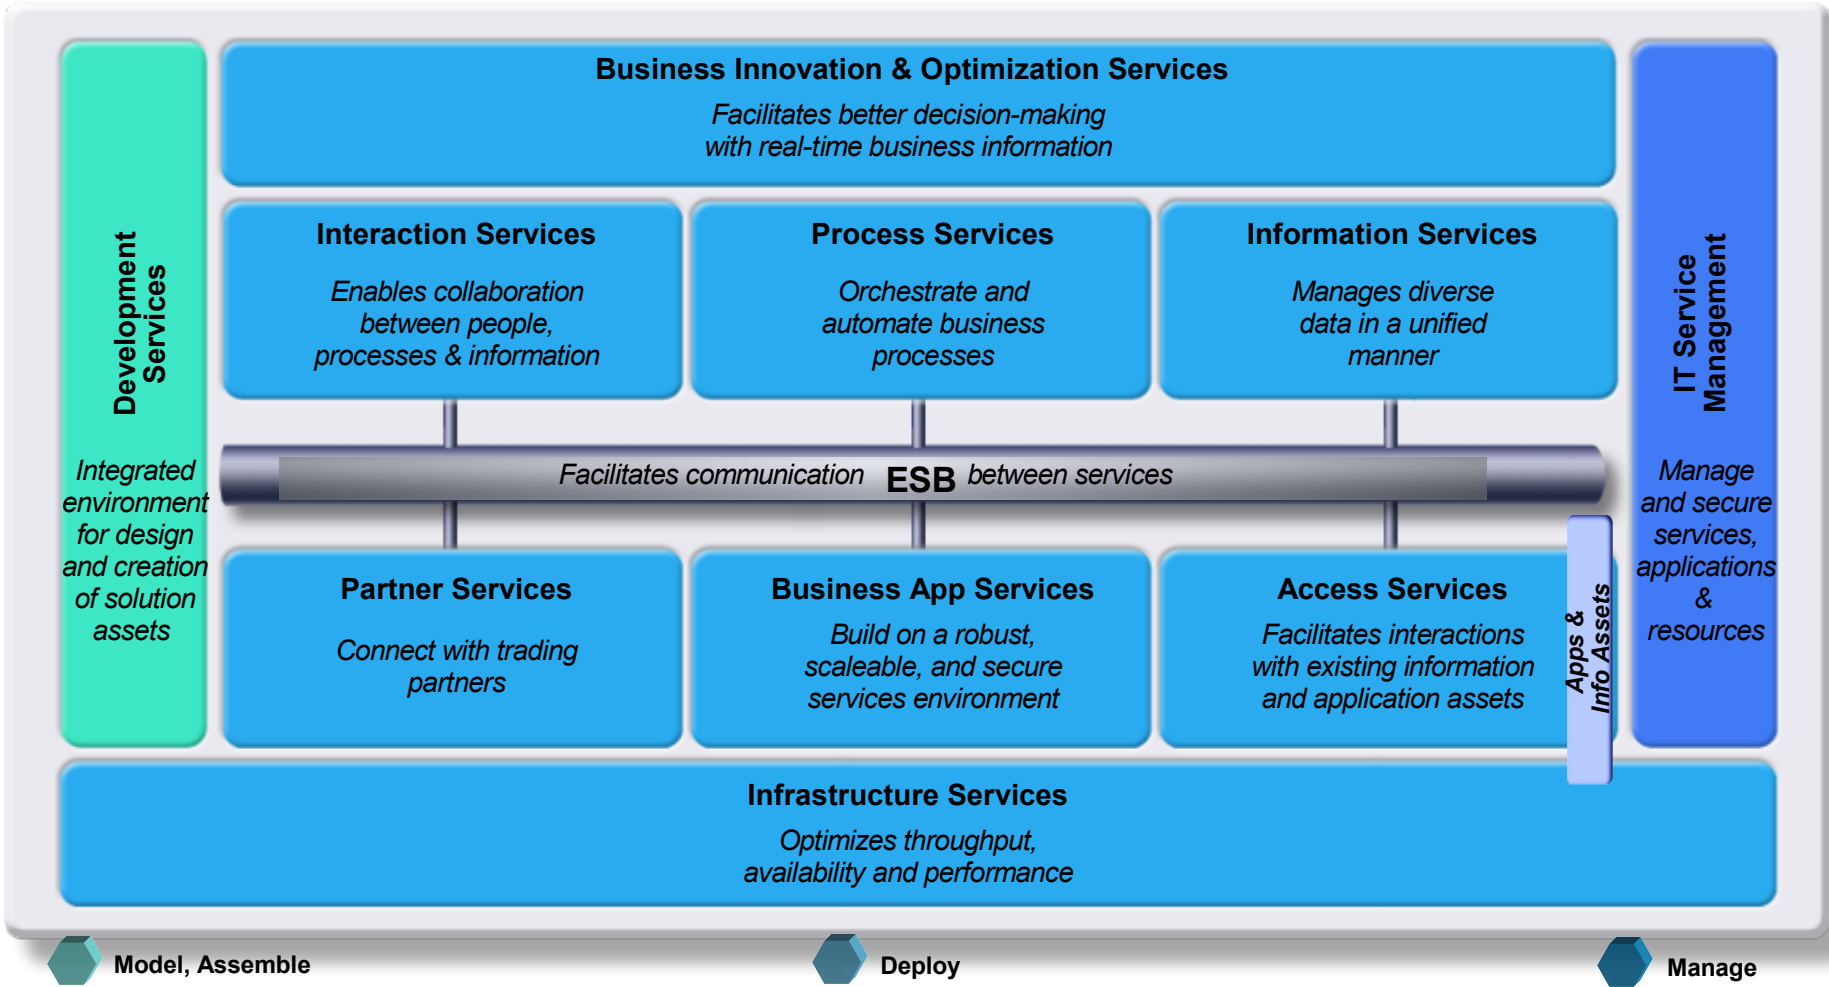 Business Innovation & Optimization Services
Facilitates better decision-making
with real-time business information
Development
Services
Integrated
environment
for design
and creation
of solution
assets
Interaction Services
Enables collaboration
between people,
processes & information
Process Services
Orchestrate and
automate business
processes
Information Services
Manages diverse
data in a unified
manner
IT Service
Management
Manage
and secure
services,
applications
&
resources
Facilitates communication ESB between services
Partner Services
Connect with trading
partners
Business App Services
Build on a robust,
scaleable, and secure
services environment
Access Services
Facilitates interactions
with existing information
and application assets
Apps &
Info Assets
Infrastructure Services
Optimizes throughput,
availability and performance
Model, Assemble
Deploy
Manage